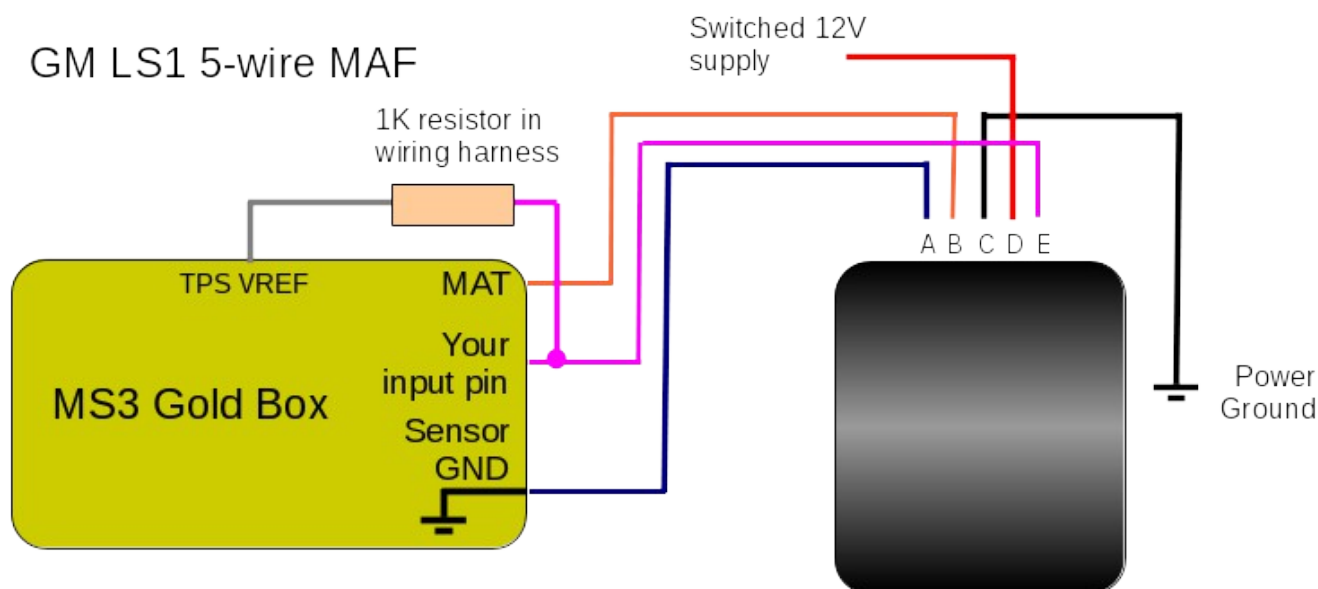 GM LS1 5-wire MAF
Switched 12V
supply
1K resistor in
wiring harness
A B C D E
TPS VREF
MAT
Your
input pin
MS3 Gold Box
Sensor
GND
Power
Ground